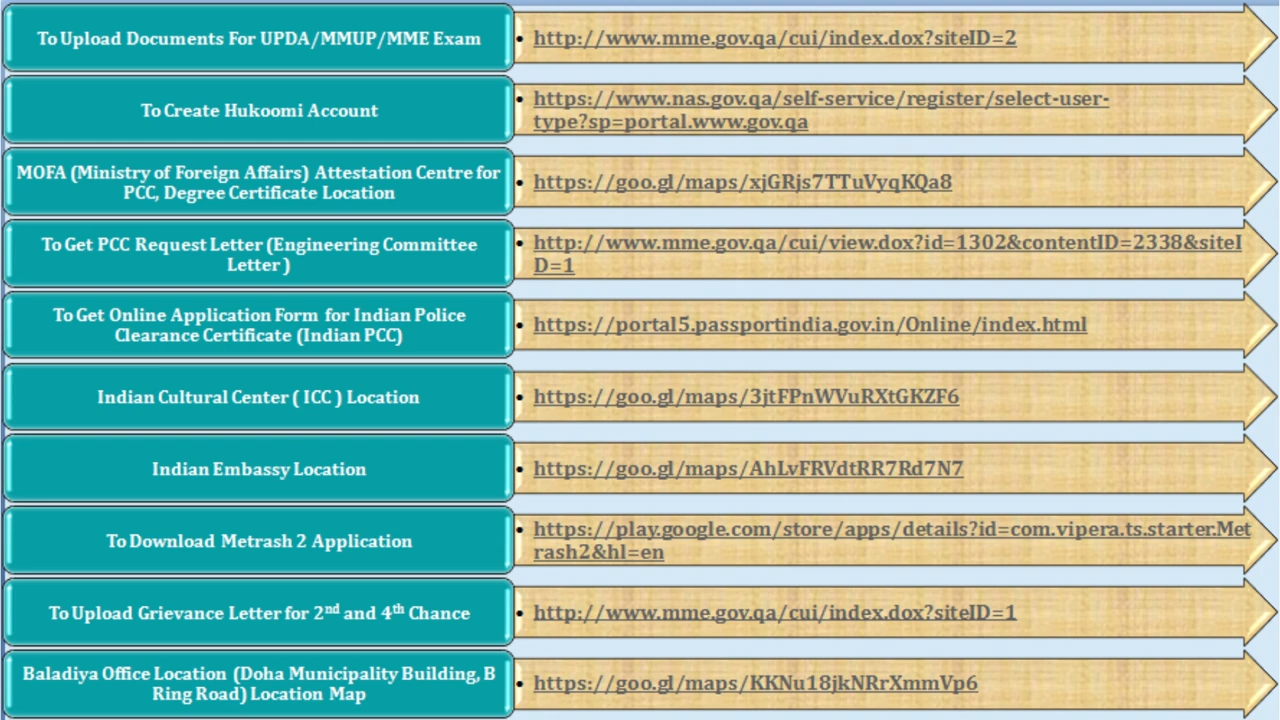 To Upload Documents For UPDA/MMUP/MME Exam
• http://www.mme.gov.qa/cui/index.dox?siteID=2
To Create Hukoomi Account
• https://www.nas.gov.qa/self-service/register/select-user-
type?sp=portal.www.gov.qa
MOFA (Ministry of Foreign Affairs) Attestation Centre for
PCC, Degree Certificate Location
• https://goo.gl/maps/xjGRjs7TTuVyqKQa8
To Get PCC Request Letter (Engineering Committee
Letter )
• http://www.mme.gov.qa/cui/view.dox?id=1302&contentID=2338&siteI
D=1
To Get Online Application Form for Indian Police
Clearance Certificate (Indian PCC)
• https://portal5.passportindia.gov.in/Online/index.html
Indian Cultural Center ( ICC ) Location
• https://goo.gl/maps/3jtFPnWVuRXtGKZF6
Indian Embassy Location
• https://goo.gl/maps/AhLvFRVdtRR7Rd7N7
To Download Metrash 2 Application
• https://play.google.com/store/apps/details?id=com.vipera.ts.starter.Met
rash2&hl=en
To Upload Grievance Letter for 2nd and 4th Chance
• http://www.mme.gov.qa/cui/index.dox?siteID=1
Baladiya Office Location (Doha Municipality Building, B
Ring Road) Location Map
• https://goo.gl/maps/KKNu18jkNRrXmmVp6